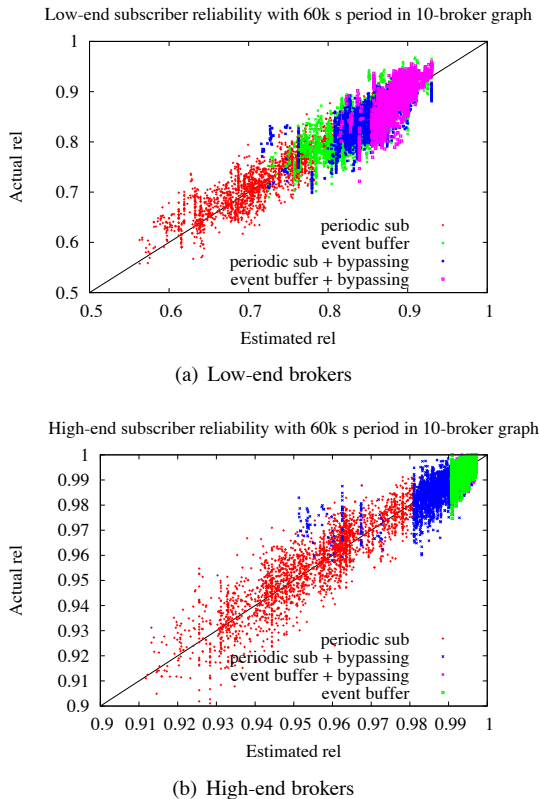 Low-end subscriber reliability with 60k s period in 10-broker graph
1
0.9
0.8
0.7
0.6
0.5
Actual rel
periodic sub
event buffer
periodic sub + bypassing
event buffer + bypassing
0.5 0.6 0.7 0.8 0.9 1
Estimated rel
(a) Low-end brokers
High-end subscriber reliability with 60k s period in 10-broker graph
1
0.99
0.98
0.97
0.96
0.95
0.94
0.93
0.92
0.91
0.9
Actual rel
periodic sub
periodic sub + bypassing
event buffer + bypassing
event buffer
0.9 0.91 0.92 0.93 0.94 0.95 0.96 0.97 0.98 0.99 1
Estimated rel
(b) High-end brokers